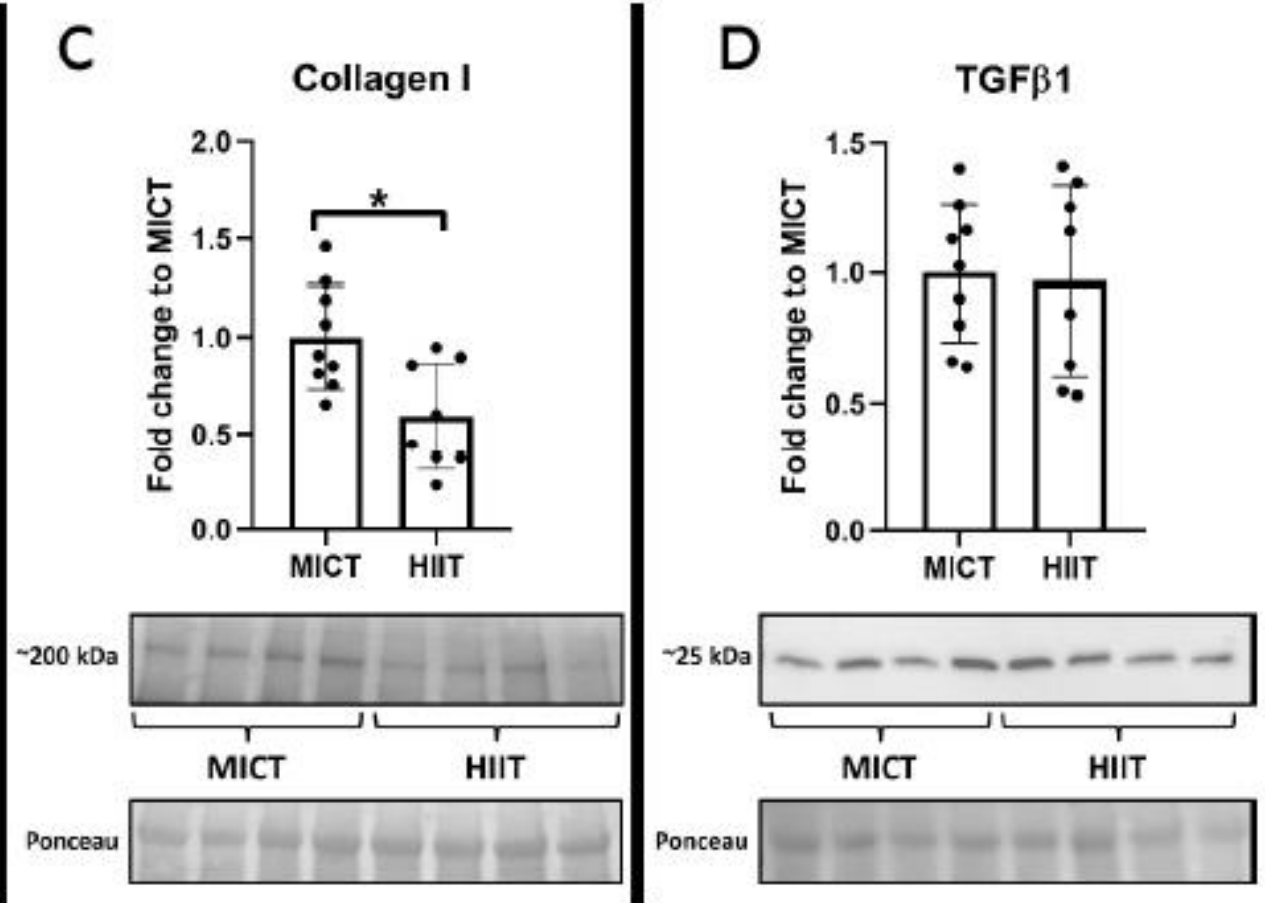 C
Collagen I
Fold change to MICT
2.0
1.5
1.0
0.5
0.0
*
MICT HIIT
~200 kDa
MICT HIIT
Ponceau
D
TGFβ1
Fold change to MICT
1.5
1.0
0.5
0.0
MICT HIIT
~25 kDa
MICT HIIT
Ponceau